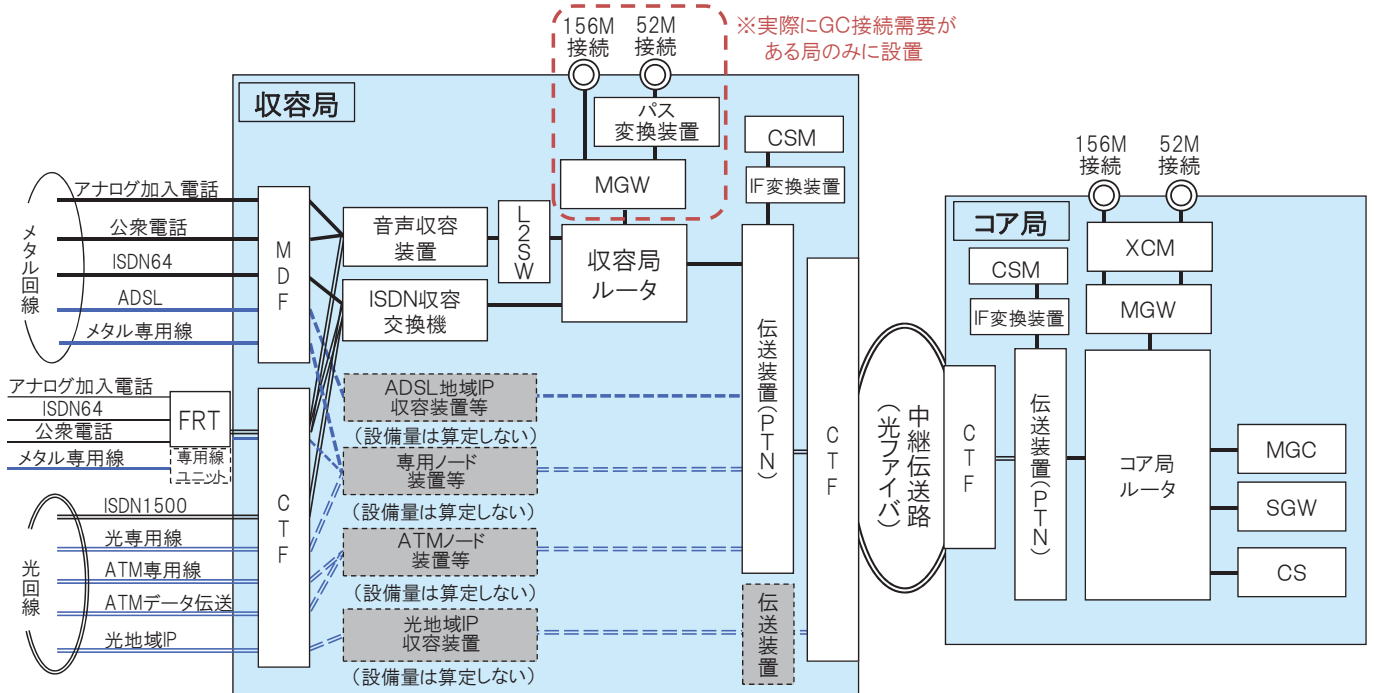 156M
接続
52M
接続
※実際にGC接続需要が
ある局のみに設置
収容局
パス
変換装置
MGW
CSM
IF変換装置
メタル回線
アナログ加入電話
公衆電話
ISDN64
ADSL
メタル専用線
MDF
音声収容
装置
L2SW
収容局
ルータ
ISDN収容
交換機
アナログ加入電話
ISDN64
公衆電話
メタル専用線
FRT
専用線
ユニット
光回線
ISDN1500
光専用線
ATM専用線
ATMデータ伝送
光地域IP
CTF
ADSL地域IP
収容装置等
(設備量は算定しない)
専用ノード
装置等
(設備量は算定しない)
ATMノード
装置等
(設備量は算定しない)
光地域IP
収容装置
(設備量は算定しない)
伝送装置(PTN)
伝送装置
CTF
中継伝送路
(光ファイバ)
156M
接続
52M
接続
コア局
XCM
CSM
MGW
IF変換装置
CTF
伝送装置(PTN)
コア局
ルータ
MGC
SGW
CS